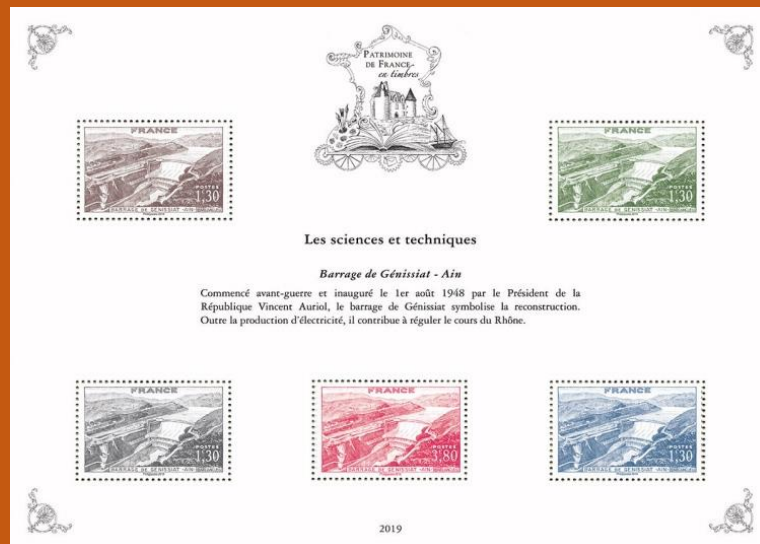 PATRIMOINE
DE FRANCE
en timbres
FRANCE
POSTES
1,30
BARRAGE DE GÉNISSIAT -AIN-
FRANCE
POSTES
1,30
BARRAGE DE GÉNISSIAT -AIN-
Les sciences et techniques
Barrage de Génissiat - Ain
Commencé avant-guerre et inauguré le 1er août 1948 par le Président de la
République Vincent Auriol, le barrage de Génissiat symbolise la reconstruction.
Outre la production d'électricité, il contribue à réguler le cours du Rhône.
FRANCE
POSTES
1,30
BARRAGE DE GÉNISSIAT -AIN-
FRANCE
POSTES
3,80
BARRAGE DE GÉNISSIAT -AIN-
FRANCE
POSTES
1,30
BARRAGE DE GÉNISSIAT -AIN-
2019